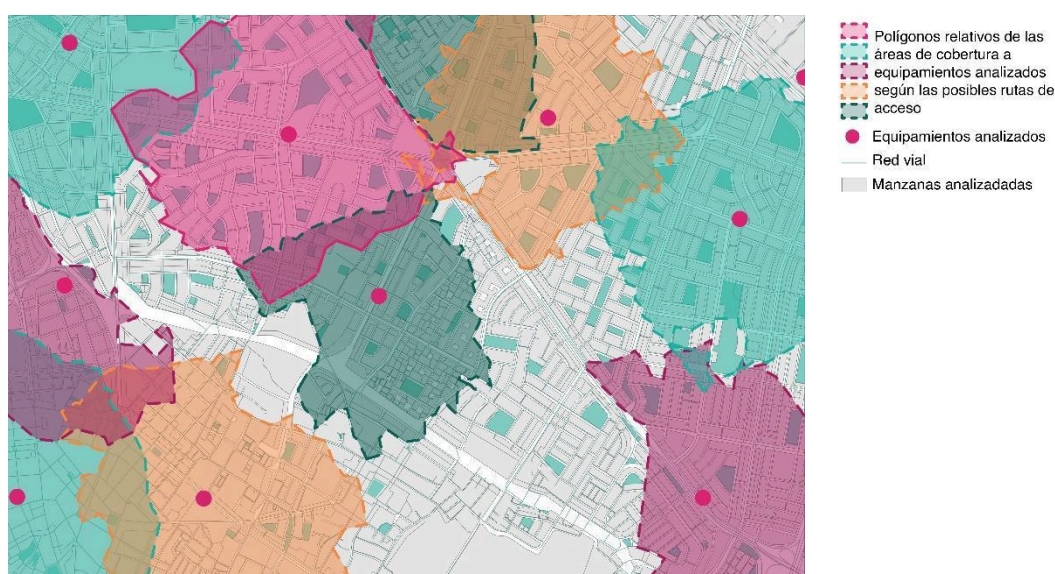 Polígonos relativos de las
áreas de cobertura a
equipamientos analizados
según las posibles rutas de
acceso
Equipamientos analizados
Red vial
Manzanas analizadadas